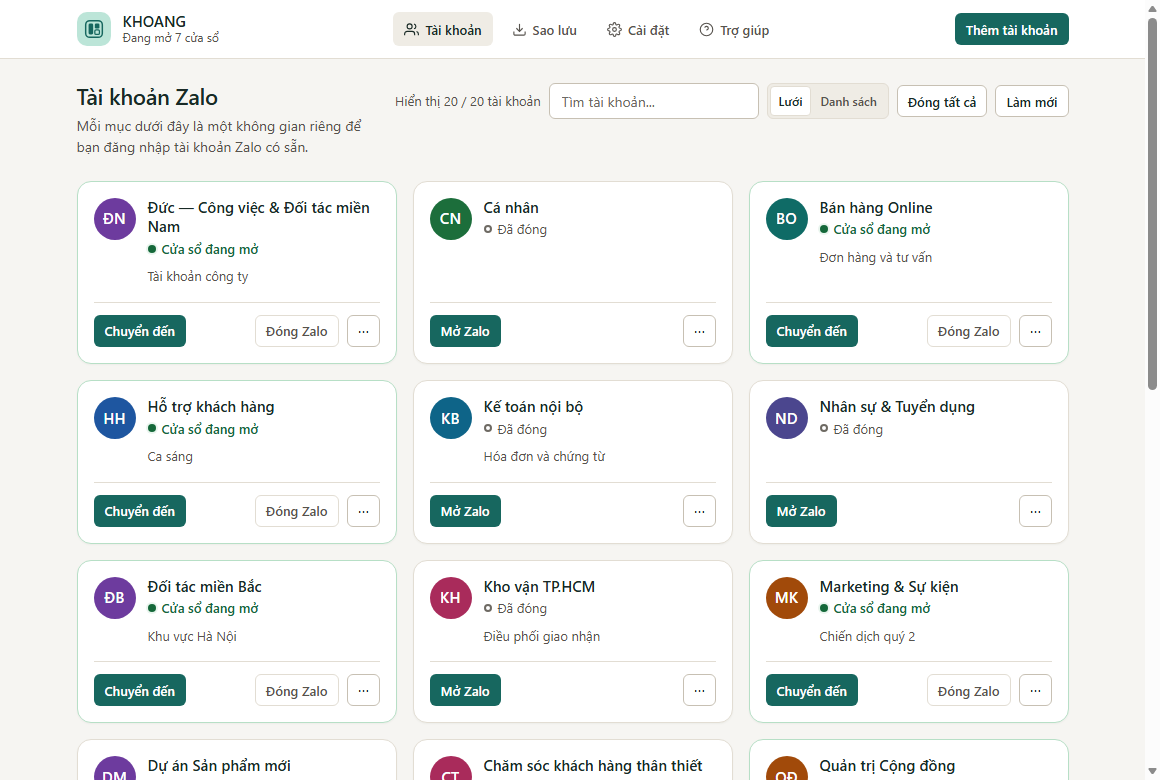 KHOANG
Đang mở 7 cửa sổ
Tài khoản
Sao lưu
Cài đặt
Trợ giúp
Thêm tài khoản
Tài khoản Zalo
Mỗi mục dưới đây là một không gian riêng để
bạn đăng nhập tài khoản Zalo có sẵn.
Hiển thị 20 / 20 tài khoản
Tìm tài khoản...
Lưới
Danh sách
Đóng tất cả
Làm mới
ĐN
Đức — Công việc & Đối tác miền
Nam
Cửa sổ đang mở
Tài khoản công ty
Chuyển đến
Đóng Zalo
...
CN
Cá nhân
Đã đóng
Mở Zalo
...
BO
Bán hàng Online
Cửa sổ đang mở
Đơn hàng và tư vấn
Chuyển đến
Đóng Zalo
...
HH
Hỗ trợ khách hàng
Cửa sổ đang mở
Ca sáng
Chuyển đến
Đóng Zalo
...
KB
Kế toán nội bộ
Đã đóng
Hóa đơn và chứng từ
Mở Zalo
...
ND
Nhân sự & Tuyển dụng
Đã đóng
Mở Zalo
...
ĐB
Đối tác miền Bắc
Cửa sổ đang mở
Khu vực Hà Nội
Chuyển đến
Đóng Zalo
...
KH
Kho vận TP.HCM
Đã đóng
Điều phối giao nhận
Mở Zalo
...
MK
Marketing & Sự kiện
Cửa sổ đang mở
Chiến dịch quý 2
Chuyển đến
Đóng Zalo
...
DM
Dự án Sản phẩm mới
CT
Chăm sóc khách hàng thân thiết
QĐ
Quản trị Cộng đồng